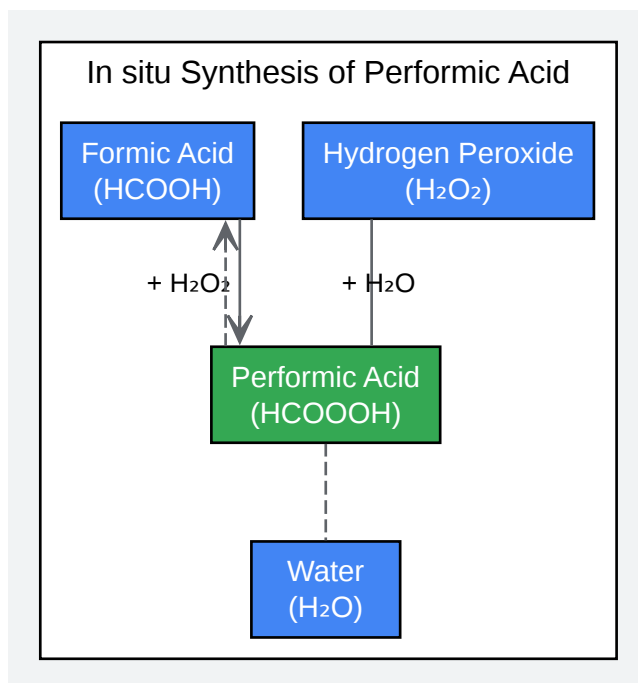 In situ Synthesis of Performic Acid
Formic Acid
(HCOOH)
Hydrogen Peroxide
(H₂O₂)
+ H₂O₂
+ H₂O
Performic Acid
(HCOOOH)
Water
(H₂O)